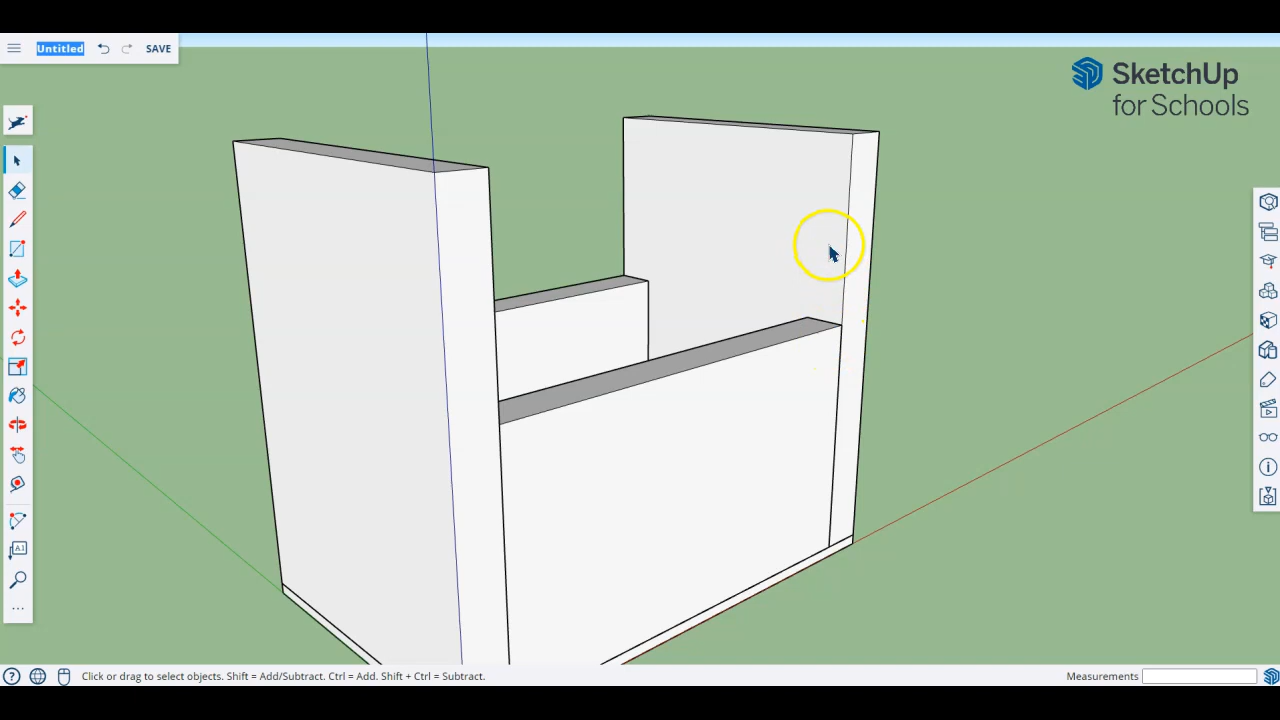 Untitled
SAVE
SketchUp
for Schools
A1
Click or drag to select objects. Shift = Add/Subtract. Ctrl = Add. Shift + Ctrl = Subtract.
Measurements